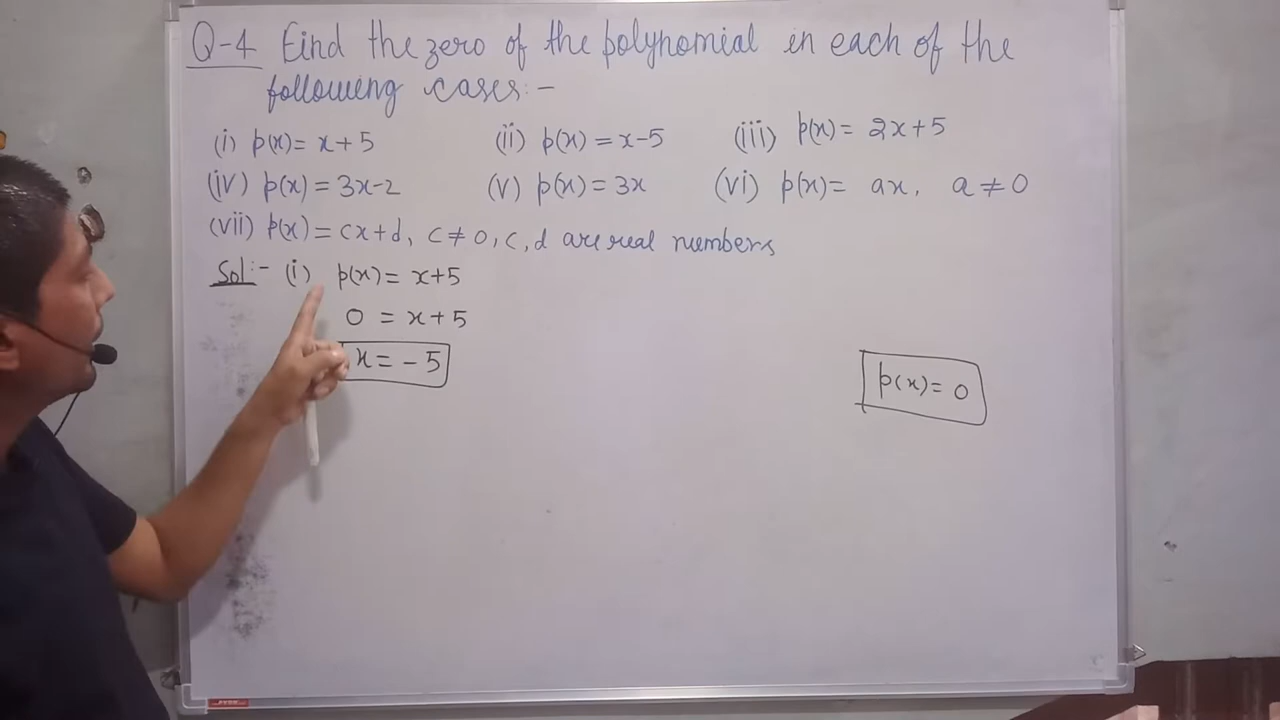 Q-4 Find the zero of the polynomial in each of the
following cases:-
(i) p(x) = x + 5 (ii) p(x) = x-5 (iii) p(x) = 2x+5
(iv) p(x) = 3x-2 (v) p(x) = 3x (vi) p(x) = ax, a ≠ 0
(vii) p(x) = cx+d, c ≠ 0, c, d are real numbers
Sol:- (i) p(x) = x+5
0 = x+5
x = -5
p(x) = 0